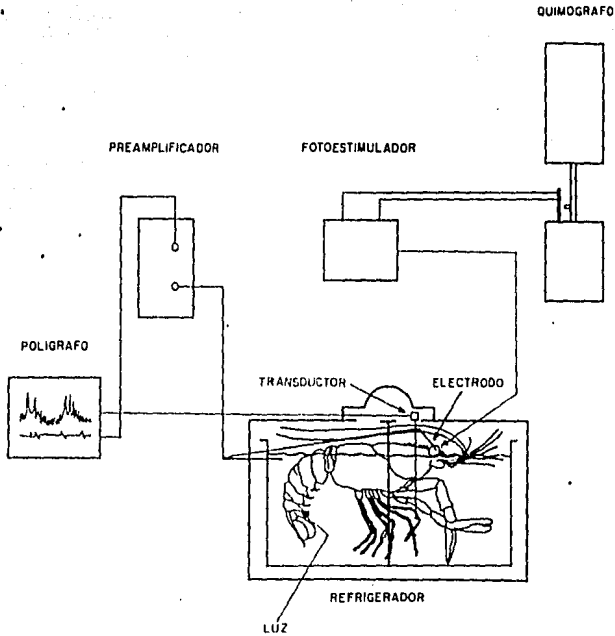 QUIMOGRAFO
PREAMPLIFICADOR
FOTOESTIMULADOR
POLIGRAFO
TRANSDUCTOR
ELECTRODO
REFRIGERADOR
LUZ